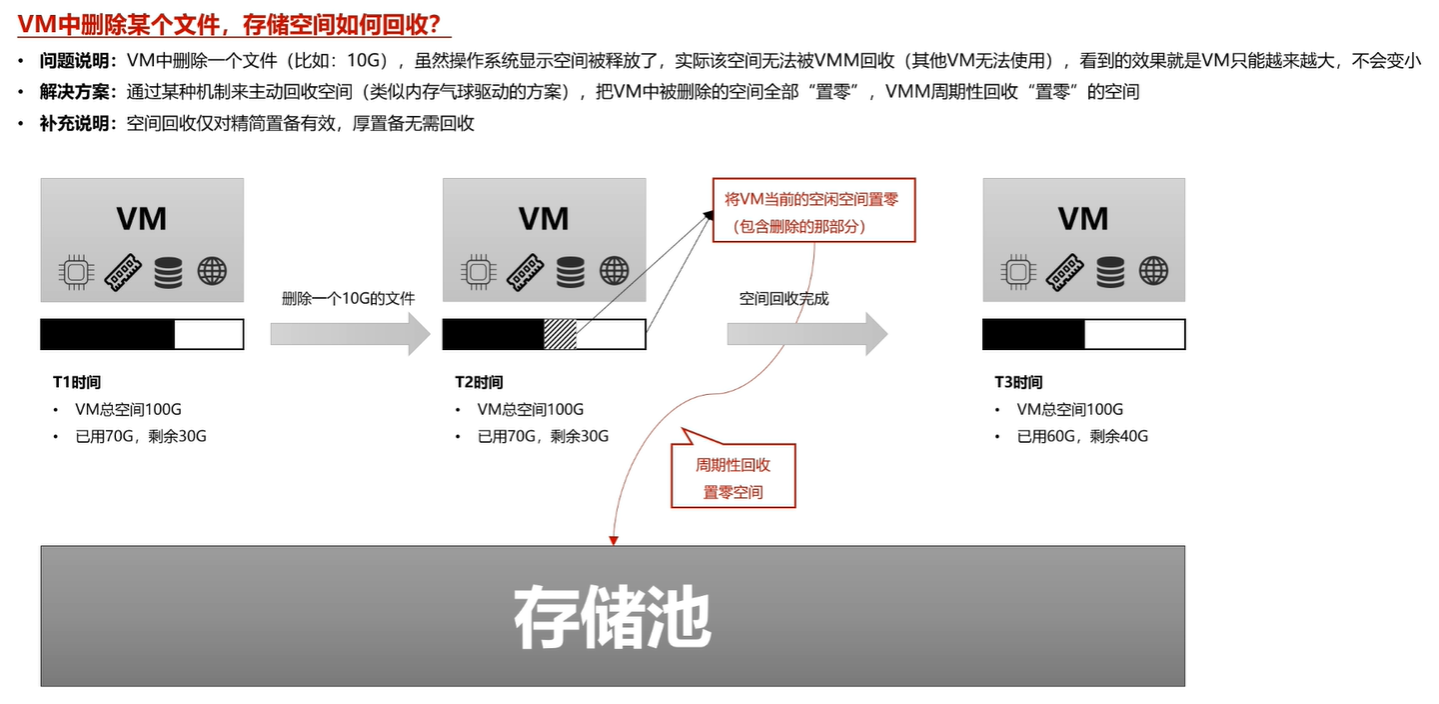 VM中删除某个文件，存储空间如何回收？
• 问题说明：VM中删除一个文件（比如：10G），虽然操作系统显示空间被释放了，实际该空间无法被VMM回收（其他VM无法使用），看到的效果就是VM只能越来越大，不会变小
• 解决方案：通过某种机制来主动回收空间（类似内存气球驱动的方案），把VM中被删除的空间全部“置零”，VMM周期性回收“置零”的空间
• 补充说明：空间回收仅对精简置备有效，厚置备无需回收
VM
VM
将VM当前的空闲空间置零
（包含删除的那部分）
VM
删除一个10G的文件
空间回收完成
T1时间
• VM总空间100G
• 已用70G，剩余30G
T2时间
• VM总空间100G
• 已用70G，剩余30G
T3时间
• VM总空间100G
• 已用60G，剩余40G
周期性回收
置零空间
存储池